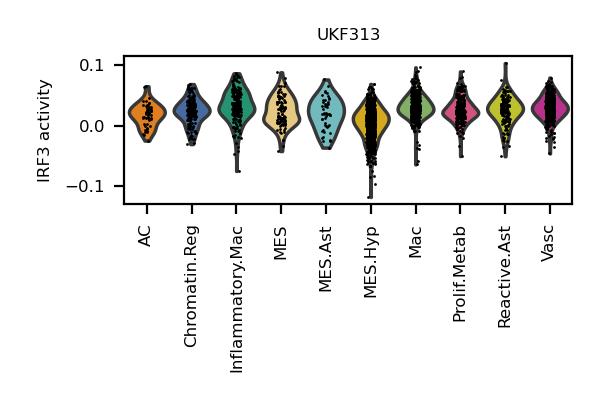 UKF313
IRF3 activity
0.1
0.0
−0.1
AC
Chromatin.Reg
Inflammatory.Mac
MES
MES.Ast
MES.Hyp
Mac
Prolif.Metab
Reactive.Ast
Vasc